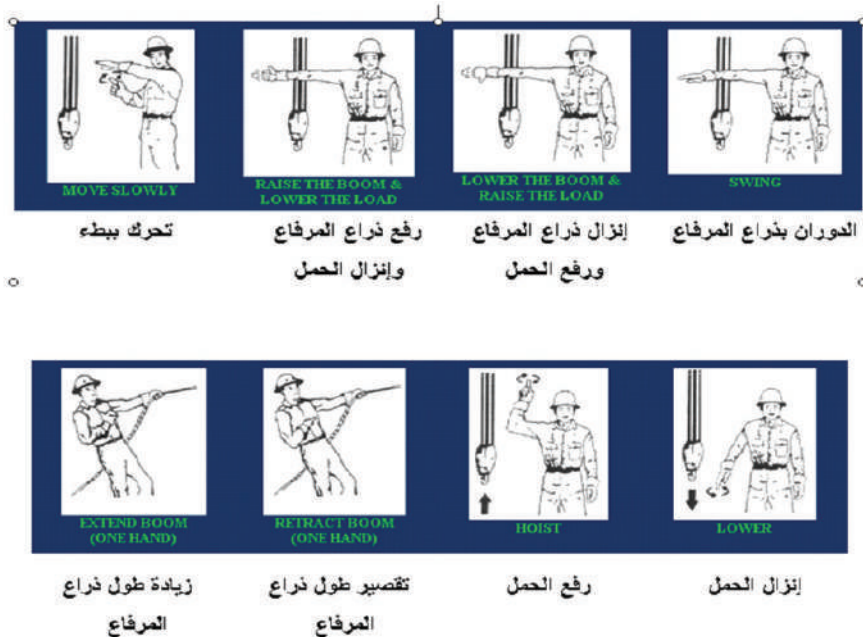 MOVE SLOWLY
RAISE THE BOOM &
LOWER THE LOAD
LOWER THE BOOM &
RAISE THE LOAD
SWING
تحرك ببطء
رفع ذراع المرفاع
وإنزال الحمل
إنزال ذراع المرفاع
ورفع الحمل
الدوران بذراع المرفاع
EXTEND BOOM
(ONE HAND)
RETRACT BOOM
(ONE HAND)
HOIST
LOWER
زيادة طول ذراع
المرفاع
تقصير طول ذراع
المرفاع
رفع الحمل
إنزال الحمل